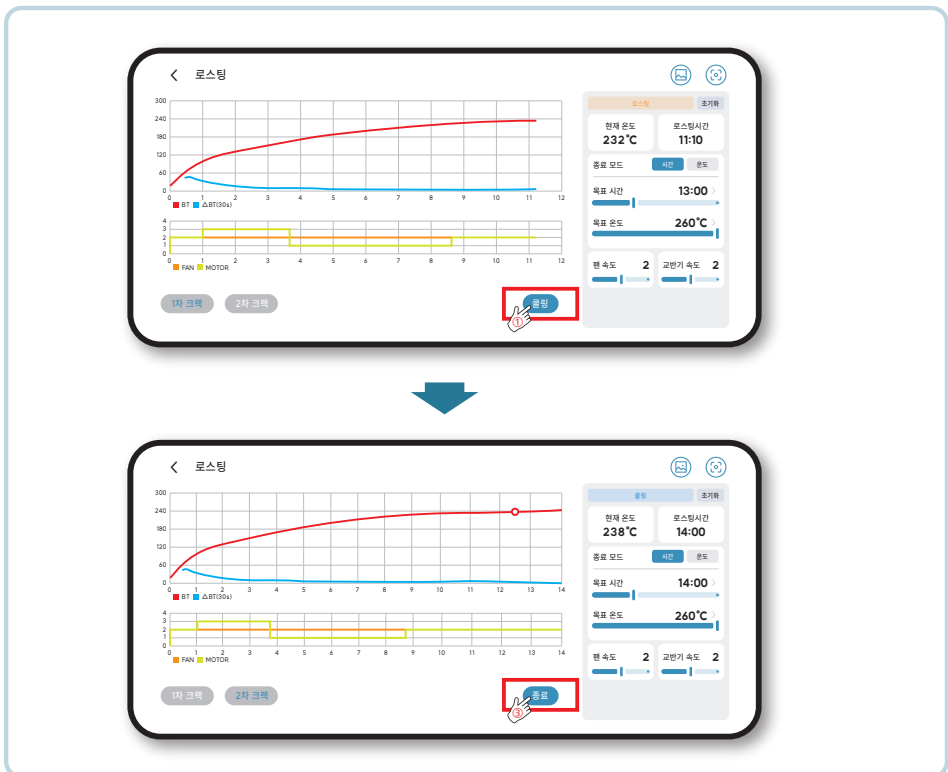 로스팅
300
240
180
120
60
0
0 1 2 3 4 5 6 7 8 9 10 11 12
BT △BT(30s)
4
3
2
1
0
0 1 2 3 4 5 6 7 8 9 10 11 12
FAN MOTOR
1차 크랙 2차 크랙 쿨링
①
로스팅 초기화
현재 온도 로스팅시간
232℃ 11:10
종료 모드 시간 온도
목표 시간 13:00
목표 온도 260℃
팬 속도 2 교반기 속도 2
로스팅
300
240
180
120
60
0
0 1 2 3 4 5 6 7 8 9 10 11 12 13 14
BT △BT(30s)
4
3
2
1
0
0 1 2 3 4 5 6 7 8 9 10 11 12 13 14
FAN MOTOR
1차 크랙 2차 크랙 종료
③
쿨링 초기화
현재 온도 로스팅시간
238℃ 14:00
종료 모드 시간 온도
목표 시간 14:00
목표 온도 260℃
팬 속도 2 교반기 속도 2